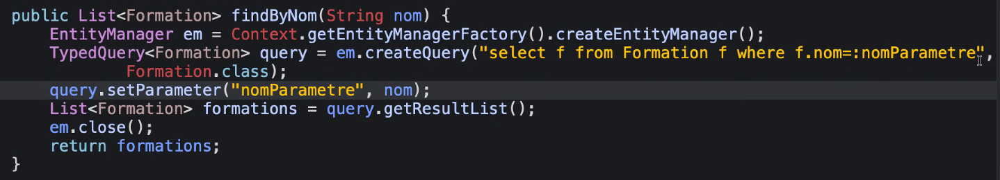 public List<Formation> findByNom(String nom) {
    EntityManager em = Context.getEntityManagerFactory().createEntityManager();
    TypedQuery<Formation> query = em.createQuery("select f from Formation f where f.nom=:nomParametre",
            Formation.class);
    query.setParameter("nomParametre", nom);
    List<Formation> formations = query.getResultList();
    em.close();
    return formations;
}